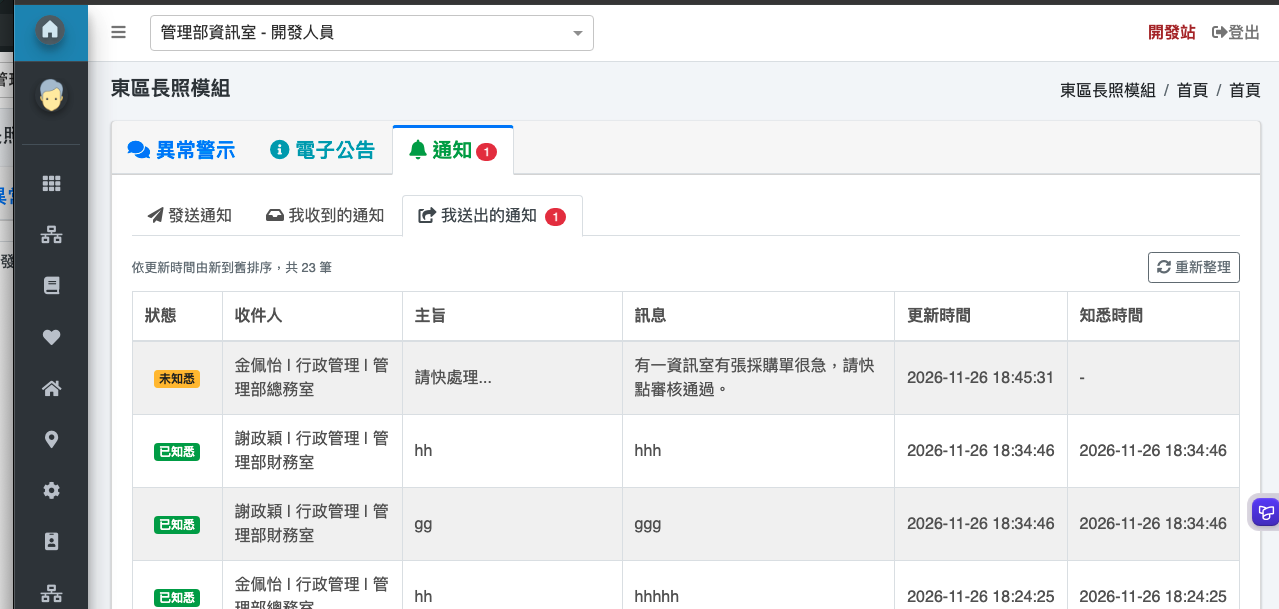 管理部資訊室 - 開發人員
開發站 登出
東區長照模組
東區長照模組 / 首頁 / 首頁
異常警示 電子公告 通知 1
發送通知 我收到的通知 我送出的通知 1
依更新時間由新到舊排序，共 23 筆
重新整理
狀態 收件人 主旨 訊息 更新時間 知悉時間
未知悉 金佩怡 l 行政管理 l 管 請快處理... 有一資訊室有張採購單很急，請快 2026-11-26 18:45:31 -
理部總務室 點審核通過。
已知悉 謝政穎 l 行政管理 l 管 hh hhh 2026-11-26 18:34:46 2026-11-26 18:34:46
理部財務室
已知悉 謝政穎 l 行政管理 l 管 gg ggg 2026-11-26 18:34:46 2026-11-26 18:34:46
理部財務室
已知悉 金佩怡 l 行政管理 l 管 hh hhhhh 2026-11-26 18:24:25 2026-11-26 18:24:25
理部總務室